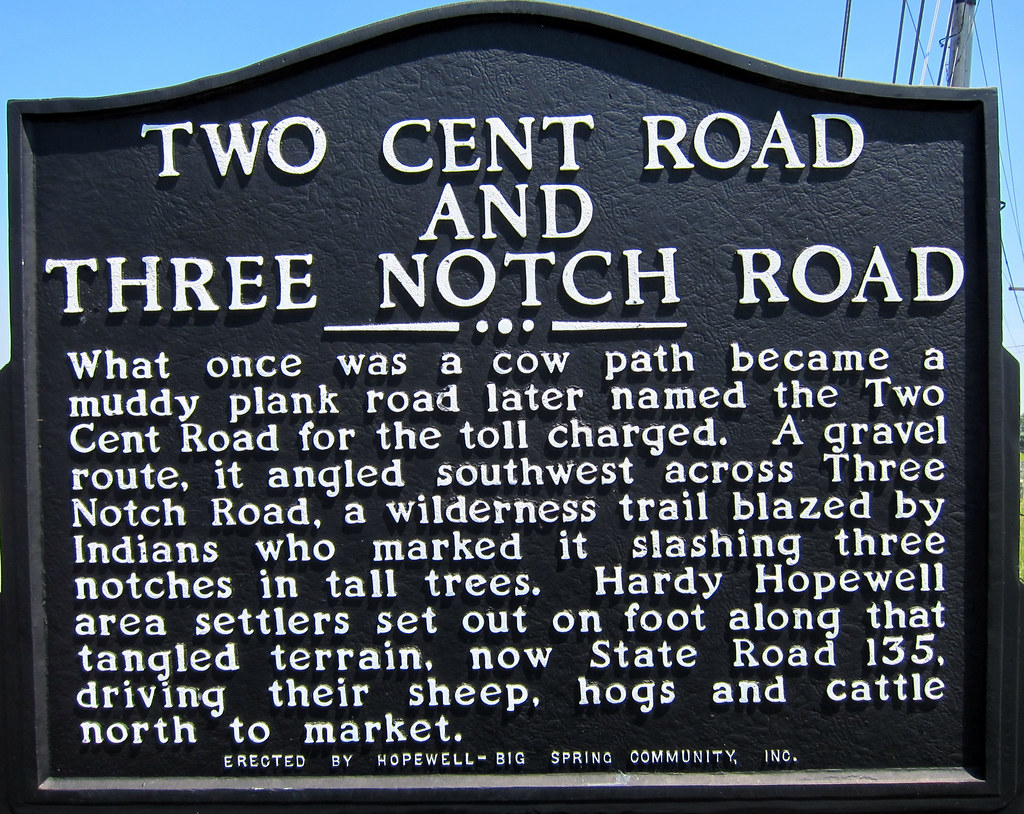 TWO CENT ROAD
AND
THREE NOTCH ROAD
What once was a cow path became a
muddy plank road later named the Two
Cent Road for the toll charged. A gravel
route, it angled southwest across Three
Notch Road, a wilderness trail blazed by
Indians who marked it slashing three
notches in tall trees. Hardy Hopewell
area settlers set out on foot along that
tangled terrain, now State Road 135,
driving their sheep, hogs and cattle
north to market.
ERECTED BY HOPEWELL-BIG SPRING COMMUNITY, INC.